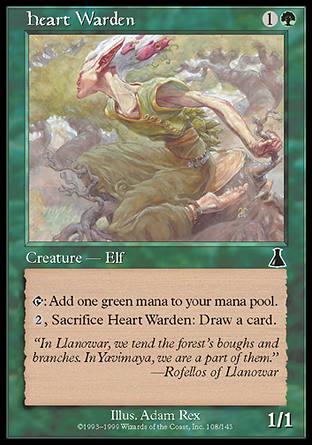 Heart Warden 1
Creature — Elf
: Add one green mana to your mana pool.
2, Sacrifice Heart Warden: Draw a card.
"In Llanowar, we tend the forest's boughs and
branches. In Yavimaya, we are a part of them."
—Rofellos of Llanowar
Illus. Adam Rex
©1993–1999 Wizards of the Coast, Inc. 108/143
1/1